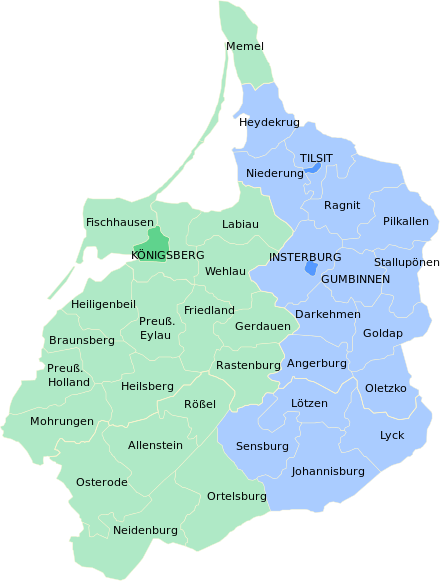 Memel
Heydekrug
TILSIT
Niederung
Ragnit
Pilkallen
Fischhausen
Labiau
KÖNIGSBERG
INSTERBURG
Stallupönen
Wehlau
GUMBINNEN
Heiligenbeil
Friedland
Darkehmen
Preuß.
Eylau
Gerdauen
Goldap
Braunsberg
Angerburg
Rastenburg
Preuß.
Holland
Heilsberg
Oletzko
Rößel
Lötzen
Mohrungen
Lyck
Allenstein
Sensburg
Johannisburg
Osterode
Ortelsburg
Neidenburg